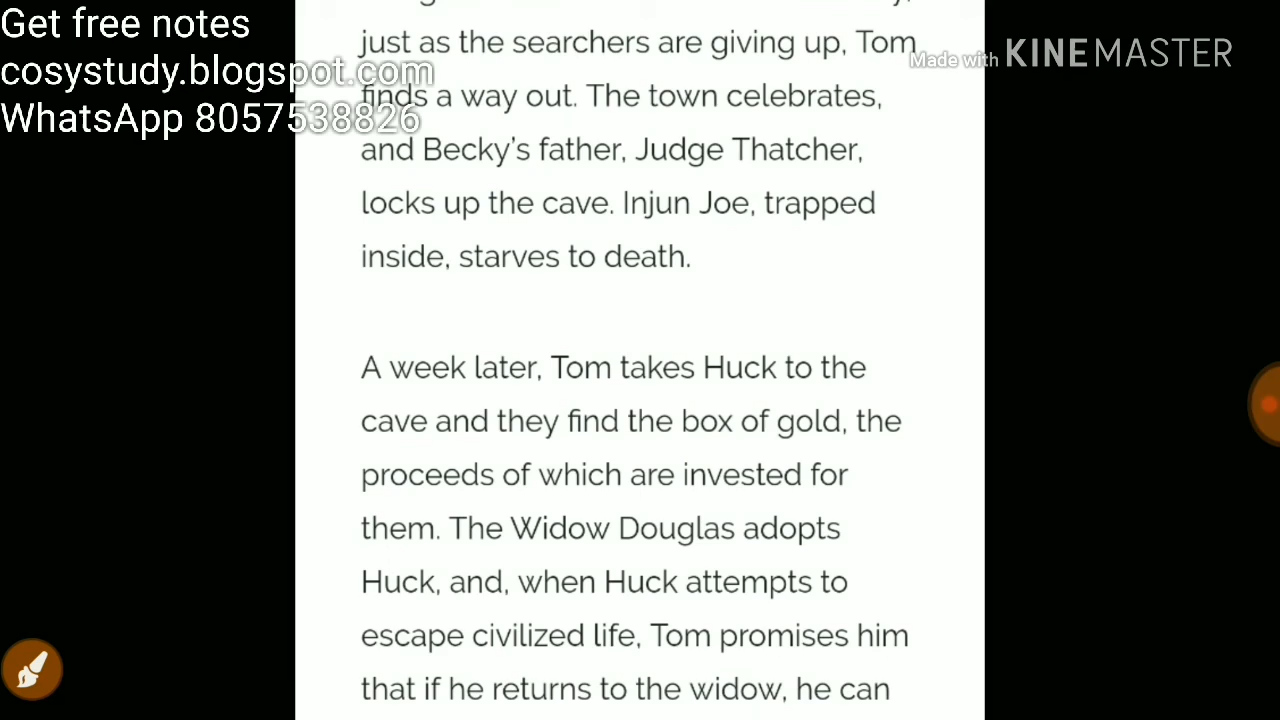 Get free notes
cosystudy.blogspot.com
WhatsApp 8057538826
Made with KINEMASTER
just as the searchers are giving up, Tom
finds a way out. The town celebrates,
and Becky’s father, Judge Thatcher,
locks up the cave. Injun Joe, trapped
inside, starves to death.
A week later, Tom takes Huck to the
cave and they find the box of gold, the
proceeds of which are invested for
them. The Widow Douglas adopts
Huck, and, when Huck attempts to
escape civilized life, Tom promises him
that if he returns to the widow, he can